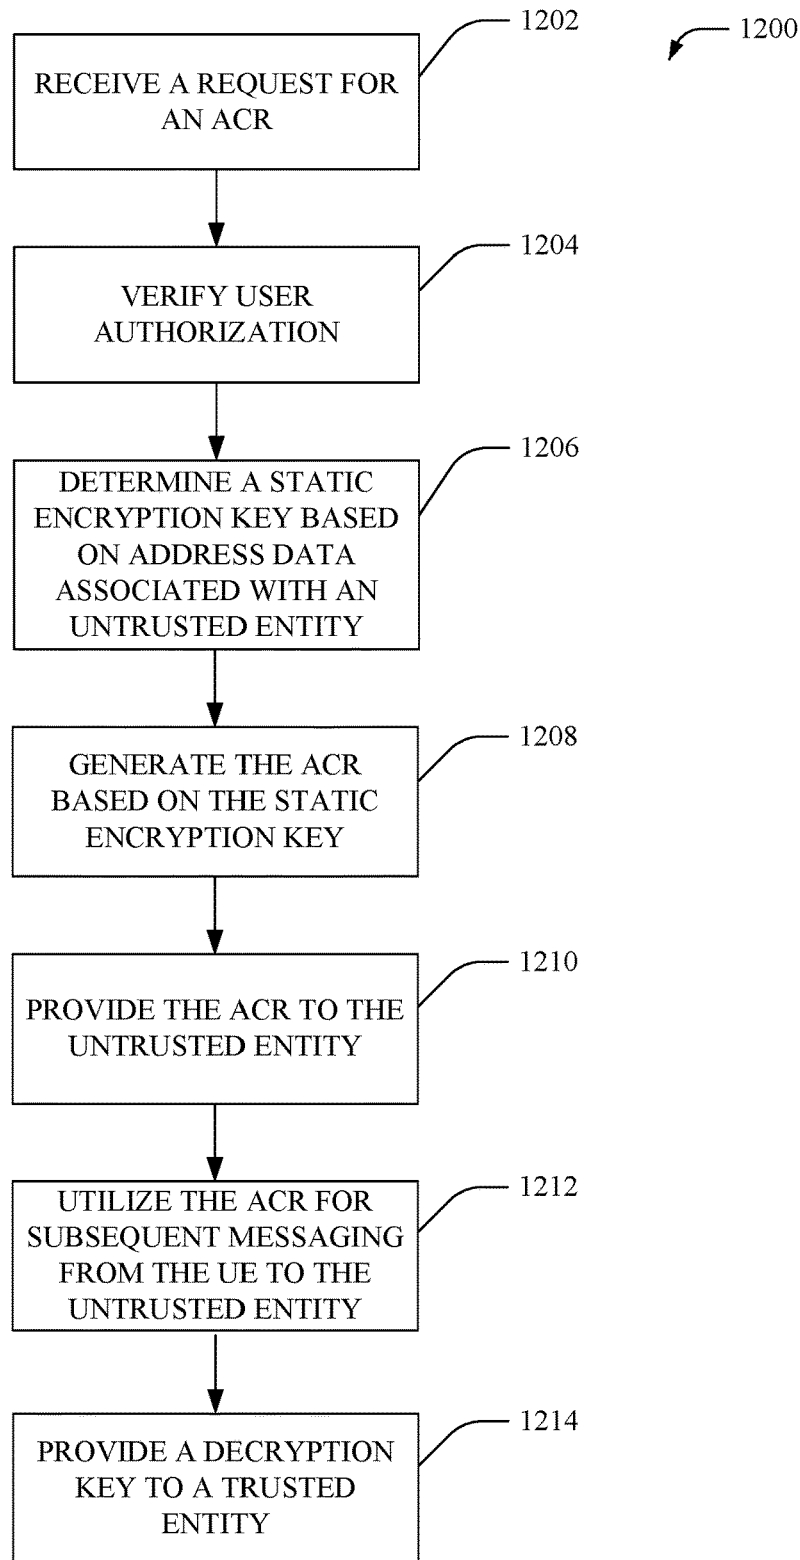 1200
1202
RECEIVE A REQUEST FOR
AN ACR
1204
VERIFY USER
AUTHORIZATION
1206
DETERMINE A STATIC
ENCRYPTION KEY BASED
ON ADDRESS DATA
ASSOCIATED WITH AN
UNTRUSTED ENTITY
1208
GENERATE THE ACR
BASED ON THE STATIC
ENCRYPTION KEY
1210
PROVIDE THE ACR TO THE
UNTRUSTED ENTITY
1212
UTILIZE THE ACR FOR
SUBSEQUENT MESSAGING
FROM THE UE TO THE
UNTRUSTED ENTITY
1214
PROVIDE A DECRYPTION
KEY TO A TRUSTED
ENTITY